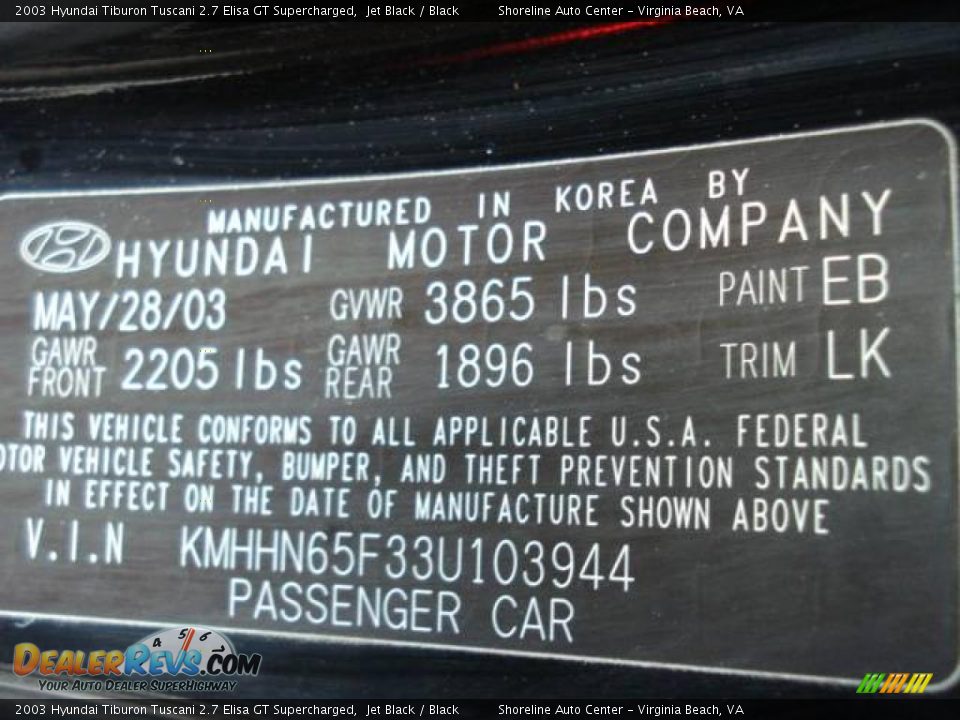 2003 Hyundai Tiburon Tuscani 2.7 Elisa GT Supercharged, Jet Black / Black Shoreline Auto Center - Virginia Beach, VA
MANUFACTURED IN KOREA BY
HYUNDAI MOTOR COMPANY
MAY/28/03 GVWR 3865 lbs PAINT EB
GAWR FRONT 2205 lbs GAWR REAR 1896 lbs TRIM LK
THIS VEHICLE CONFORMS TO ALL APPLICABLE U.S.A. FEDERAL
OTOR VEHICLE SAFETY, BUMPER, AND THEFT PREVENTION STANDARDS
IN EFFECT ON THE DATE OF MANUFACTURE SHOWN ABOVE
V.I.N KMHHN65F33U103944
PASSENGER CAR
4 5 6
DEALERREVS.COM
YOUR AUTO DEALER SUPERHIGHWAY
2003 Hyundai Tiburon Tuscani 2.7 Elisa GT Supercharged, Jet Black / Black Shoreline Auto Center - Virginia Beach, VA